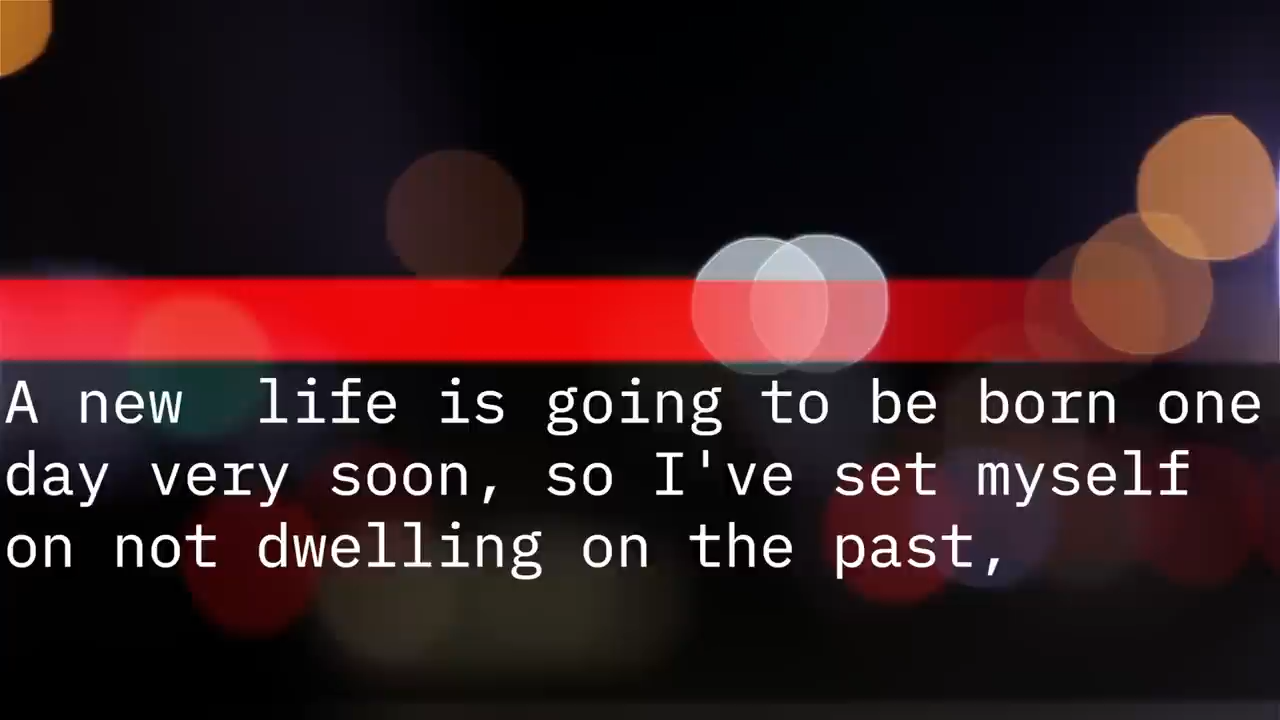 A new  life is going to be born one
day very soon, so I've set myself
on not dwelling on the past,